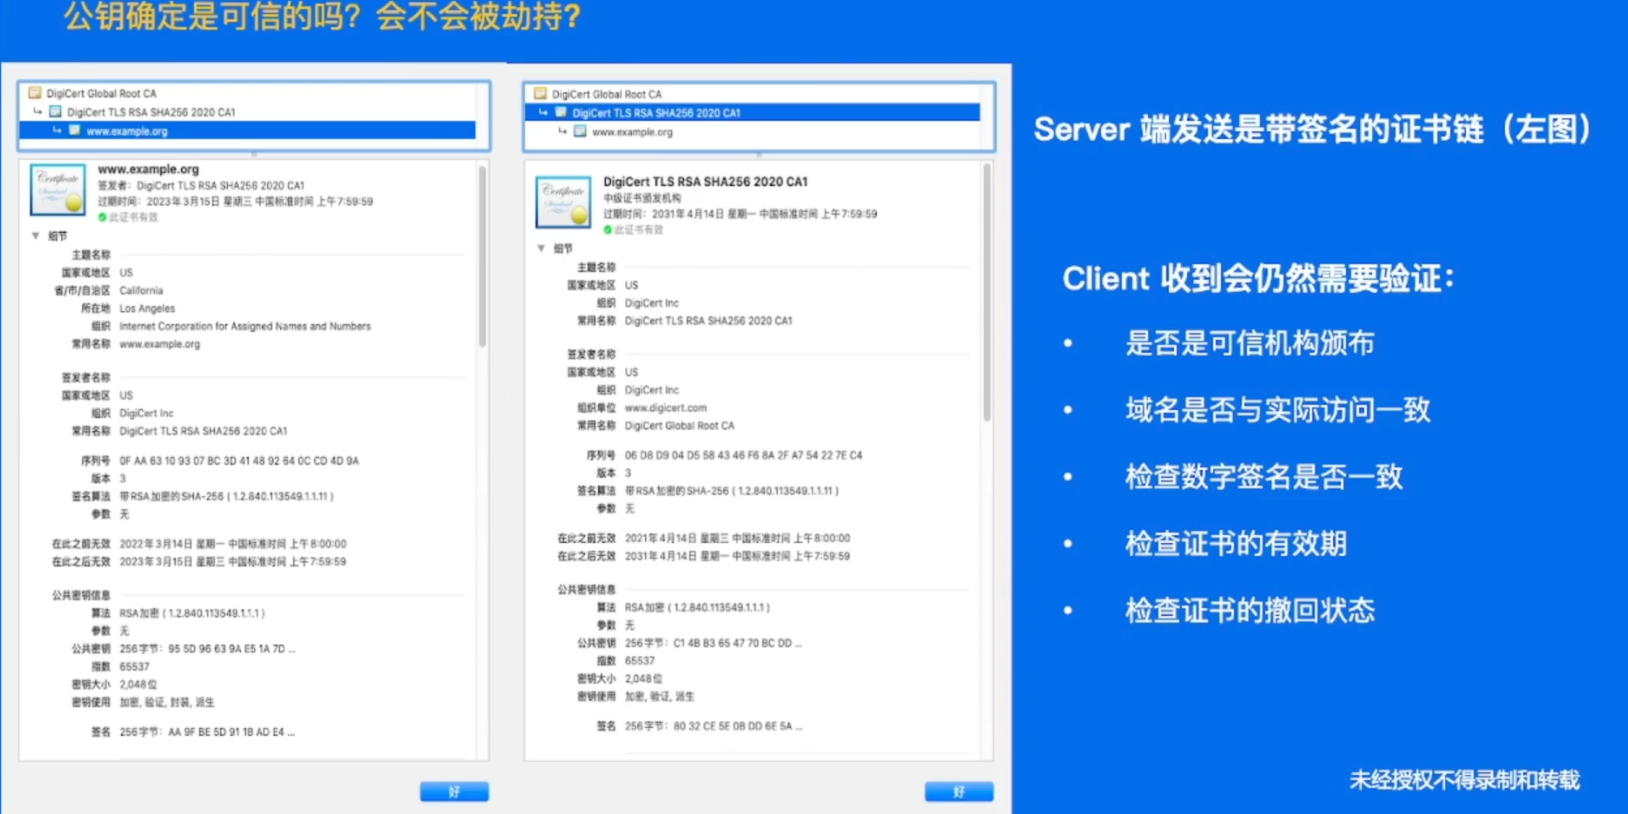 公钥确定是可信的吗？会不会被劫持?
DigiCert Global Root CA
DigiCert TLS RSA SHA256 2020 CA1
www.example.org
www.example.org
签发者：DigiCert TLS RSA SHA256 2020 CA1
过期时间：2023年3月15日 星期三 中国标准时间 上午7:59:59
此证书有效
细节
主题名称
国家或地区 US
省/市/自治区 California
所在地 Los Angeles
组织 Internet Corporation for Assigned Names and Numbers
常用名称 www.example.org
签发者名称
国家或地区 US
组织 DigiCert Inc
常用名称 DigiCert TLS RSA SHA256 2020 CA1
序列号 0F AA 63 10 93 07 BC 3D 41 48 92 64 0C CD 4D 9A
版本 3
签名算法 带RSA加密的SHA-256 ( 1.2.840.113549.1.1.11 )
参数 无
在此之前无效 2022年3月14日 星期一 中国标准时间 上午8:00:00
在此之后无效 2023年3月15日 星期三 中国标准时间 上午7:59:59
公共密钥信息
算法 RSA加密 ( 1.2.840.113549.1.1.1 )
参数 无
公共密钥 256字节：95 5D 96 63 9A E5 1A 7D ...
指数 65537
密钥大小 2,048位
密钥使用 加密, 验证, 封装, 派生
签名 256字节：AA 9F BE 5D 91 1B AD E4 ...
好
DigiCert Global Root CA
DigiCert TLS RSA SHA256 2020 CA1
www.example.org
DigiCert TLS RSA SHA256 2020 CA1
中级证书颁发机构
过期时间：2031年4月14日 星期一 中国标准时间 上午7:59:59
此证书有效
细节
主题名称
国家或地区 US
组织 DigiCert Inc
常用名称 DigiCert TLS RSA SHA256 2020 CA1
签发者名称
国家或地区 US
组织 DigiCert Inc
组织单位 www.digicert.com
常用名称 DigiCert Global Root CA
序列号 06 D8 D9 04 D5 58 43 46 F6 8A 2F A7 54 22 7E C4
版本 3
签名算法 带RSA加密的SHA-256 ( 1.2.840.113549.1.1.11 )
参数 无
在此之前无效 2021年4月14日 星期三 中国标准时间 上午8:00:00
在此之后无效 2031年4月14日 星期一 中国标准时间 上午7:59:59
公共密钥信息
算法 RSA加密 ( 1.2.840.113549.1.1.1 )
参数 无
公共密钥 256字节：C1 4B B3 65 47 70 BC DD ...
指数 65537
密钥大小 2,048位
密钥使用 加密, 验证, 派生
签名 256字节：80 32 CE 5E 0B DD 6E 5A ...
好
Server 端发送是带签名的证书链（左图）
Client 收到会仍然需要验证：
• 是否是可信机构颁布
• 域名是否与实际访问一致
• 检查数字签名是否一致
• 检查证书的有效期
• 检查证书的撤回状态
未经授权不得录制和转载